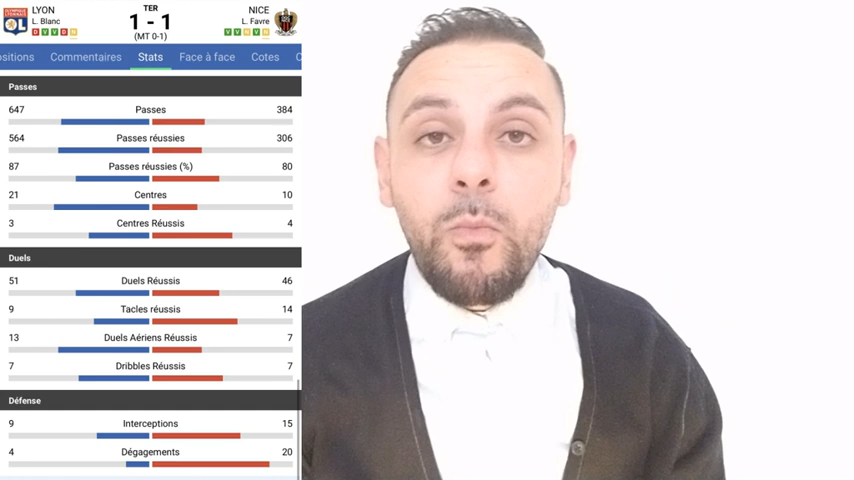 LYON
L. Blanc
D V V D N
TER
1 - 1
(MT 0-1)
NICE
L. Favre
V V N V N
ositions Commentaires Stats Face à face Cotes C
Passes
647 Passes 384
564 Passes réussies 306
87 Passes réussies (%) 80
21 Centres 10
3 Centres Réussis 4
Duels
51 Duels Réussis 46
9 Tacles réussis 14
13 Duels Aériens Réussis 7
7 Dribbles Réussis 7
Défense
9 Interceptions 15
4 Dégagements 20